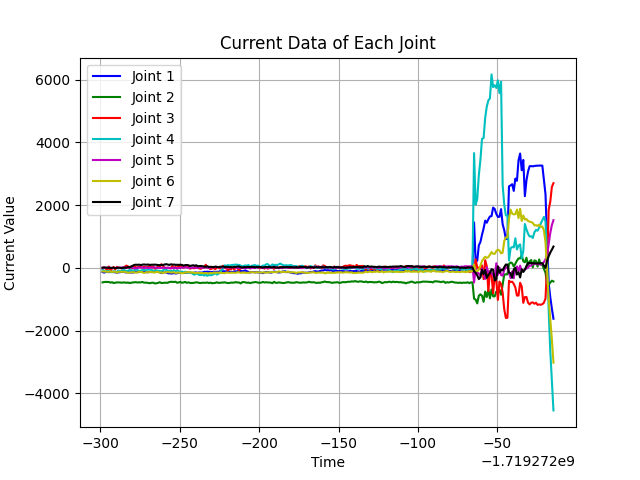 Current Data of Each Joint
Joint 1
Joint 2
Joint 3
Joint 4
Joint 5
Joint 6
Joint 7
Current Value
6000
4000
2000
0
−2000
−4000
−300
−250
−200
−150
−100
−50
Time
−1.719272e9